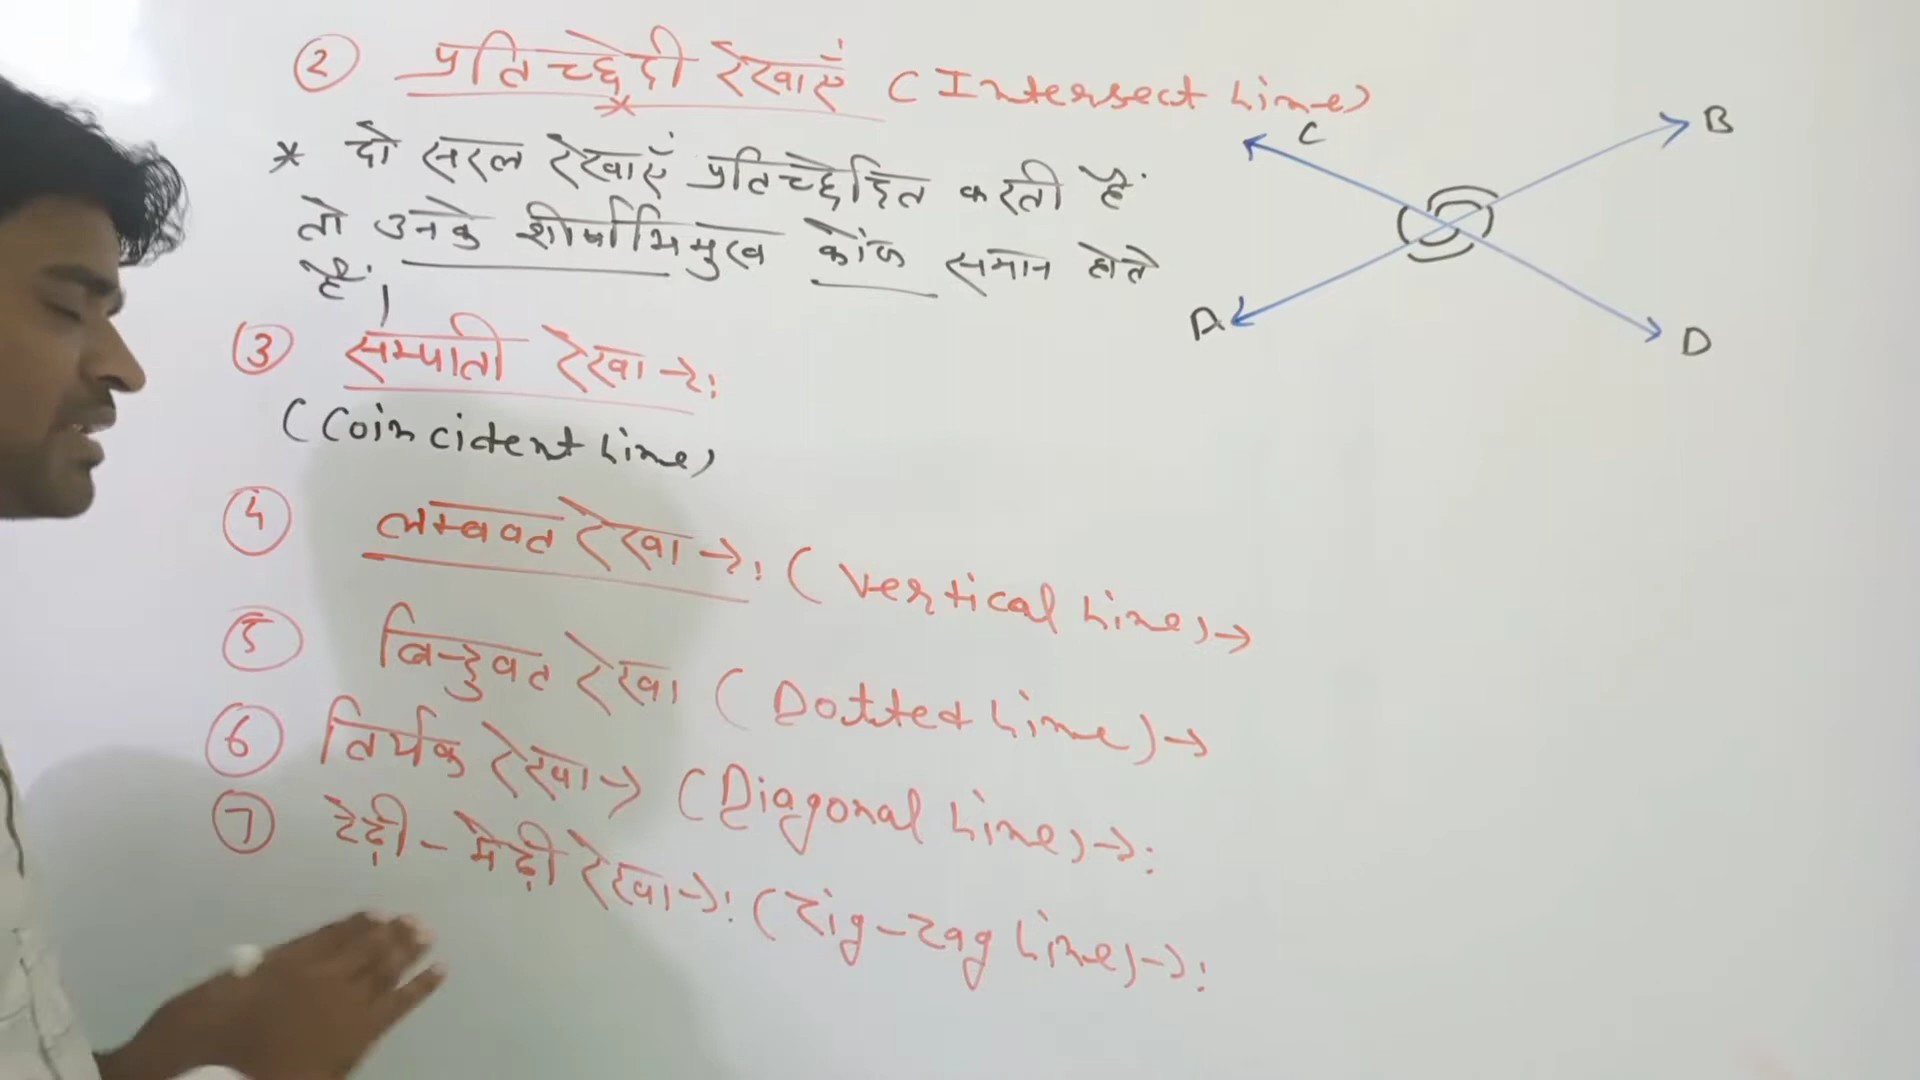 ② प्रतिच्छेदी रेखाएँ (Intersect Line)
* दो सरल रेखाएँ प्रतिच्छेदित करती हैं
तो उनके शीर्षाभिमुख कोण समान होते
हैं।
C
B
A
D
③ सम्पाती रेखा →:
(Coincident Line)
④ लम्बवत रेखा →: (Vertical Line) →
⑤ बिन्दुवत रेखा (Dotted Line) →
⑥ तिर्यक रेखा → (Diagonal Line) →:
⑦ टेढ़ी - मेढ़ी रेखा →: (Zig-Zag Line) →: